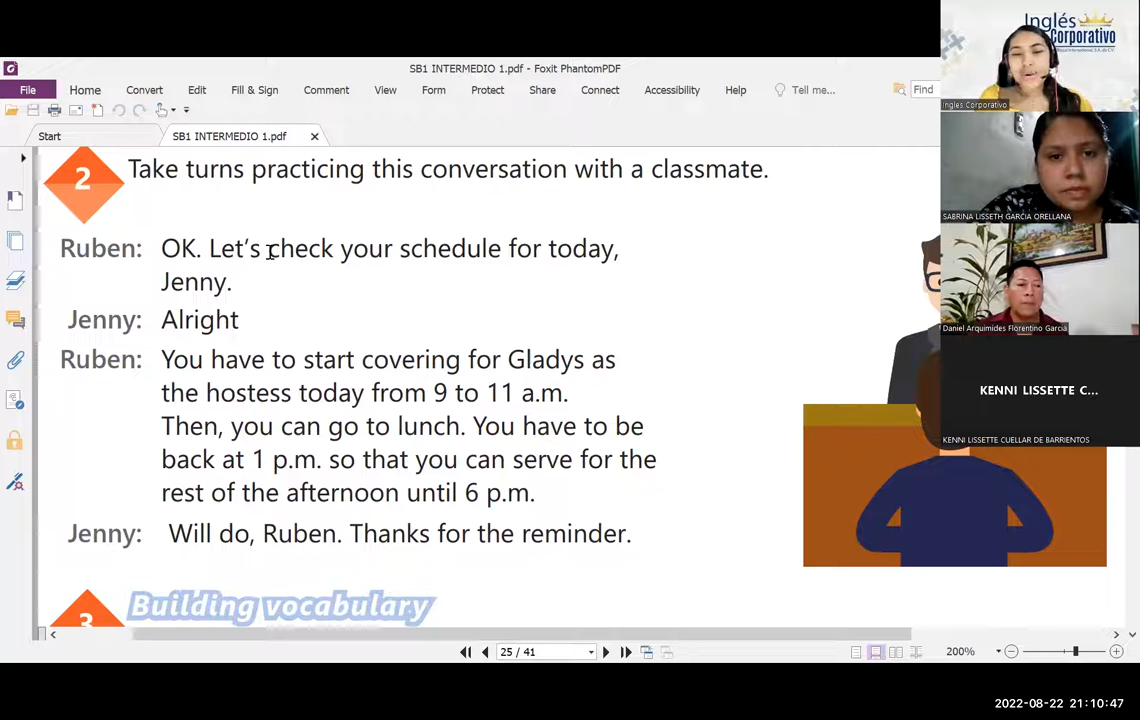 Inglés
Corporativo
SB1 INTERMEDIO 1.pdf - Foxit PhantomPDF
File Home Convert Edit Fill & Sign Comment View Form Protect Share Connect Accessibility Help Tell me... Find
Ingles Corporativo
Start SB1 INTERMEDIO 1.pdf
2 Take turns practicing this conversation with a classmate.
SABRINA LISSETH GARCIA ORELLANA
Ruben: OK. Let's check your schedule for today,
Jenny.
Jenny: Alright
Daniel Arquimides Florentino Garcia
Ruben: You have to start covering for Gladys as
the hostess today from 9 to 11 a.m.
Then, you can go to lunch. You have to be
back at 1 p.m. so that you can serve for the
rest of the afternoon until 6 p.m.
KENNI LISSETTE C...
KENNI LISSETTE CUELLAR DE BARRIENTOS
Jenny: Will do, Ruben. Thanks for the reminder.
3 Building vocabulary
25 / 41
200%
2022-08-22 21:10:47